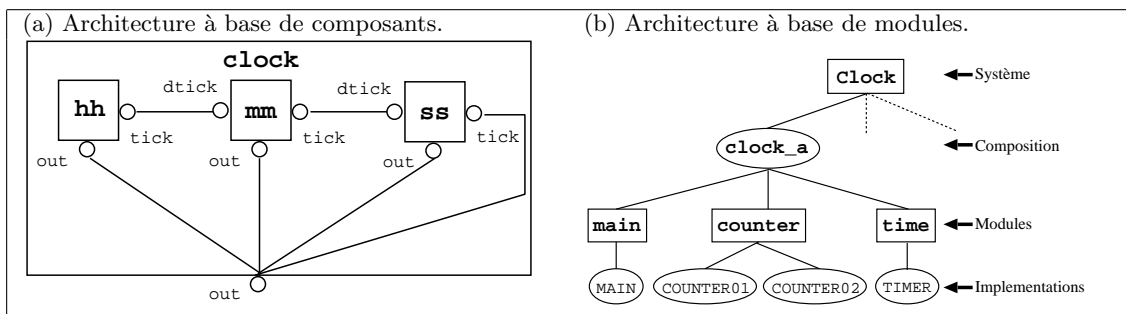 (a) Architecture à base de composants.
clock
dtick
dtick
hh
mm
ss
tick
tick
tick
out
out
out
out
(b) Architecture à base de modules.
Clock
Système
clock_a
Composition
main
counter
time
Modules
MAIN
COUNTER01
COUNTER02
TIMER
Implementations